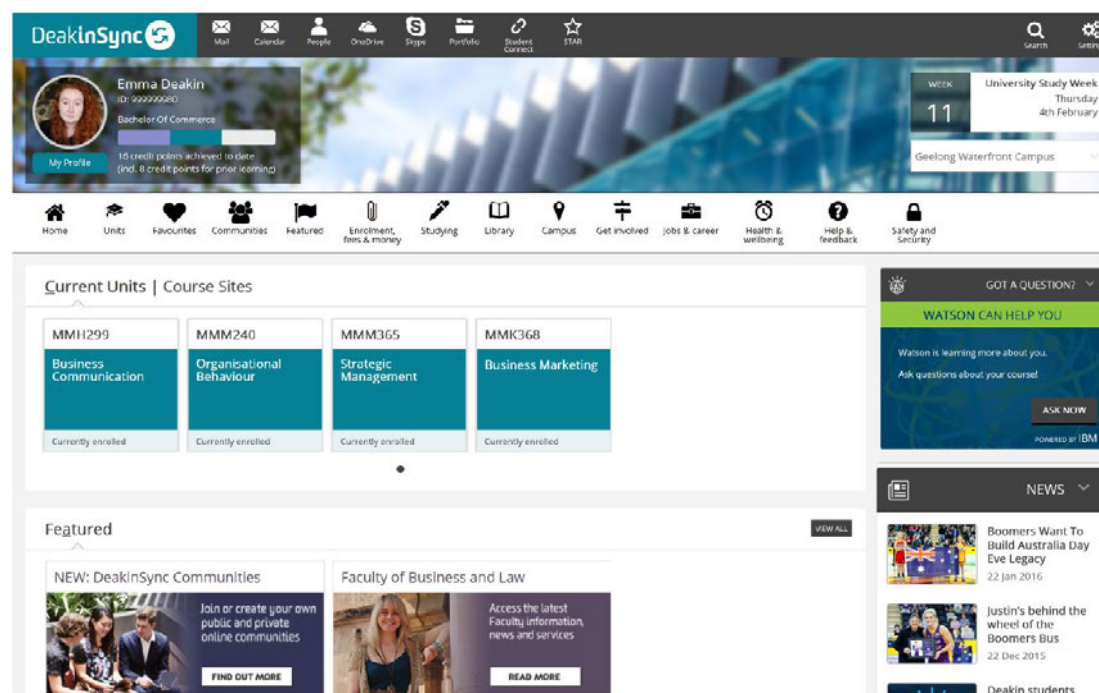 DeakinSync
Mail
Calendar
People
OneDrive
Skype
Portfolio
Student
Connect
STAR
Search
Emma Deakin
ID: 999999980
Bachelor Of Commerce
16 credit points achieved to date
(incl. 8 credit points for prior learning)
My Profile
WEEK
11
University Study Week
Thursday
4th February
Geelong Waterfront Campus
Home
Units
Favourites
Communities
Featured
Enrolment,
fees & money
Studying
Library
Campus
Get involved
Jobs & career
Health &
wellbeing
Help &
feedback
Safety and
Security
Current Units | Course Sites
MMH299
Business
Communication
Currently enrolled
MMM240
Organisational
Behaviour
Currently enrolled
MMM365
Strategic
Management
Currently enrolled
MMK368
Business Marketing
Currently enrolled
Featured
VIEW ALL
NEW: DeakinSync Communities
Join or create your own
public and private
online communities
FIND OUT MORE
Faculty of Business and Law
Access the latest
Faculty information,
news and services
READ MORE
GOT A QUESTION?
WATSON CAN HELP YOU
Watson is learning more about you.
Ask questions about your course!
ASK NOW
POWERED BY IBM
NEWS
Boomers Want To
Build Australia Day
Eve Legacy
22 Jan 2016
Justin's behind the
wheel of the
Boomers Bus
22 Dec 2015
Deakin students